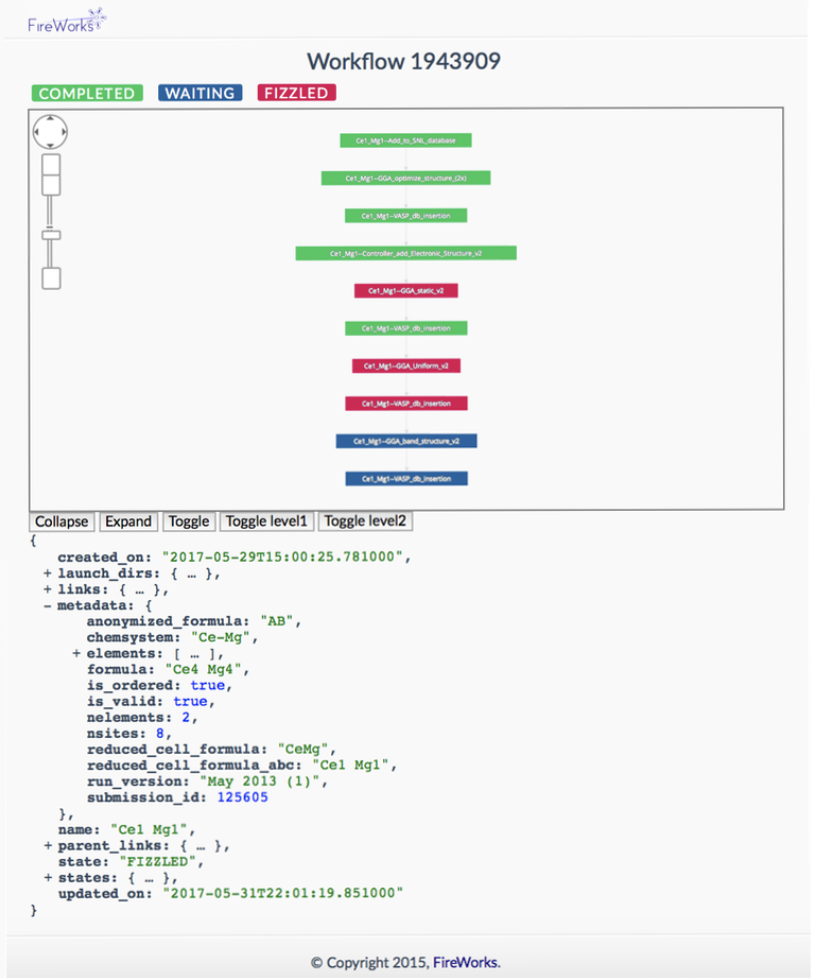 FireWorks
Workflow 1943909
COMPLETED WAITING FIZZLED
Ce1_Mg1--Add_to_SNL_database
Ce1_Mg1--GGA_optimize_structure_(2x)
Ce1_Mg1--VASP_db_insertion
Ce1_Mg1--Controller_add_Electronic_Structure_v2
Ce1_Mg1--GGA_static_v2
Ce1_Mg1--VASP_db_insertion
Ce1_Mg1--GGA_Uniform_v2
Ce1_Mg1--VASP_db_insertion
Ce1_Mg1--GGA_band_structure_v2
Ce1_Mg1--VASP_db_insertion
Collapse Expand Toggle Toggle level1 Toggle level2
{
created_on: "2017-05-29T15:00:25.781000",
+ launch_dirs: { … },
+ links: { … },
- metadata: {
anonymized_formula: "AB",
chemsystem: "Ce-Mg",
+ elements: [ … ],
formula: "Ce4 Mg4",
is_ordered: true,
is_valid: true,
nelements: 2,
nsites: 8,
reduced_cell_formula: "CeMg",
reduced_cell_formula_abc: "Ce1 Mg1",
run_version: "May 2013 (1)",
submission_id: 125605
},
name: "Ce1 Mg1",
+ parent_links: { … },
state: "FIZZLED",
+ states: { … },
updated_on: "2017-05-31T22:01:19.851000"
}
© Copyright 2015, FireWorks.